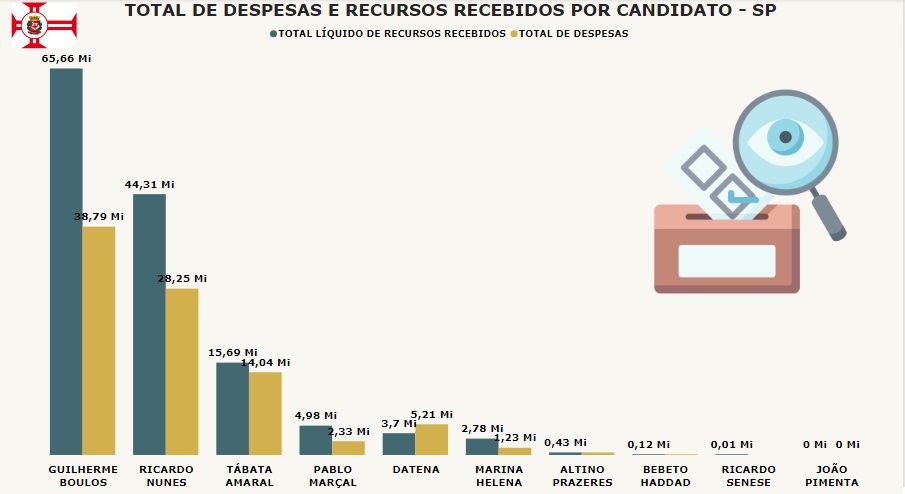 TOTAL DE DESPESAS E RECURSOS RECEBIDOS POR CANDIDATO - SP
TOTAL LÍQUIDO DE RECURSOS RECEBIDOS TOTAL DE DESPESAS
65,66 Mi
44,31 Mi
38,79 Mi
28,25 Mi
15,69 Mi
14,04 Mi
4,98 Mi
2,33 Mi
3,7 Mi
5,21 Mi
2,78 Mi
1,23 Mi
0,43 Mi
0,12 Mi
0,01 Mi
0 Mi 0 Mi
GUILHERME
BOULOS
RICARDO
NUNES
TÁBATA
AMARAL
PABLO
MARÇAL
DATENA
MARINA
HELENA
ALTINO
PRAZERES
BEBETO
HADDAD
RICARDO
SENESE
JOÃO
PIMENTA